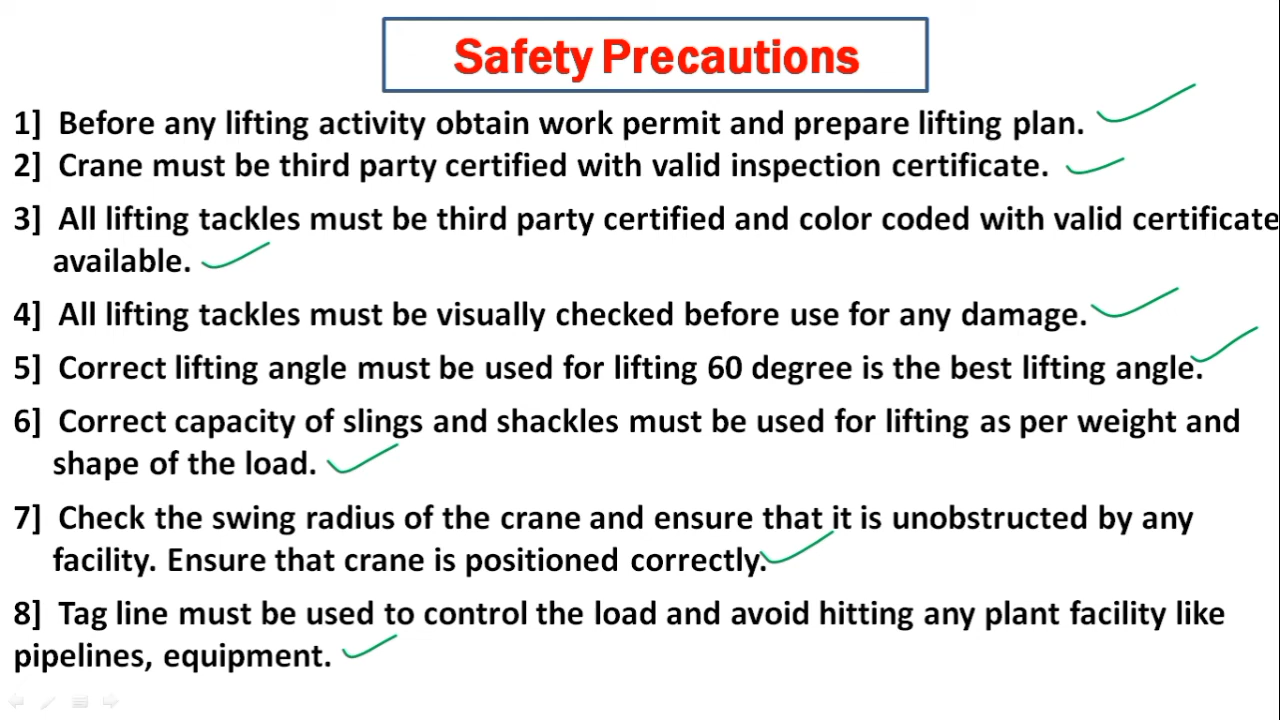 Safety Precautions
1] Before any lifting activity obtain work permit and prepare lifting plan.
2] Crane must be third party certified with valid inspection certificate.
3] All lifting tackles must be third party certified and color coded with valid certificate
available.
4] All lifting tackles must be visually checked before use for any damage.
5] Correct lifting angle must be used for lifting 60 degree is the best lifting angle.
6] Correct capacity of slings and shackles must be used for lifting as per weight and
shape of the load.
7] Check the swing radius of the crane and ensure that it is unobstructed by any
facility. Ensure that crane is positioned correctly.
8] Tag line must be used to control the load and avoid hitting any plant facility like
pipelines, equipment.